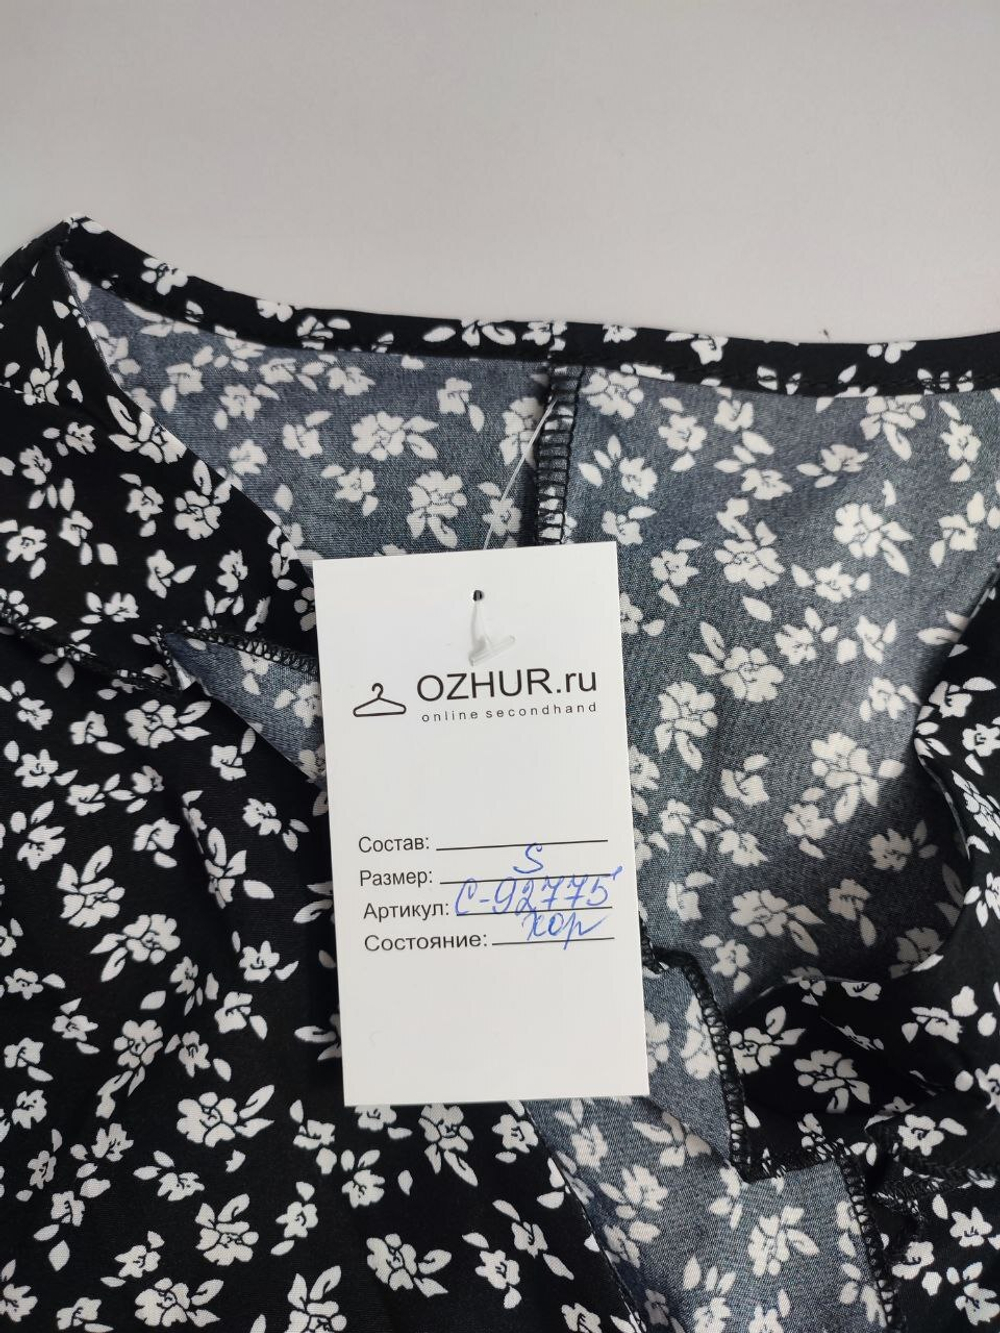 OZHUR.ru
online secondhand
Состав:
Размер: S
Артикул: С-92775
Состояние: хор